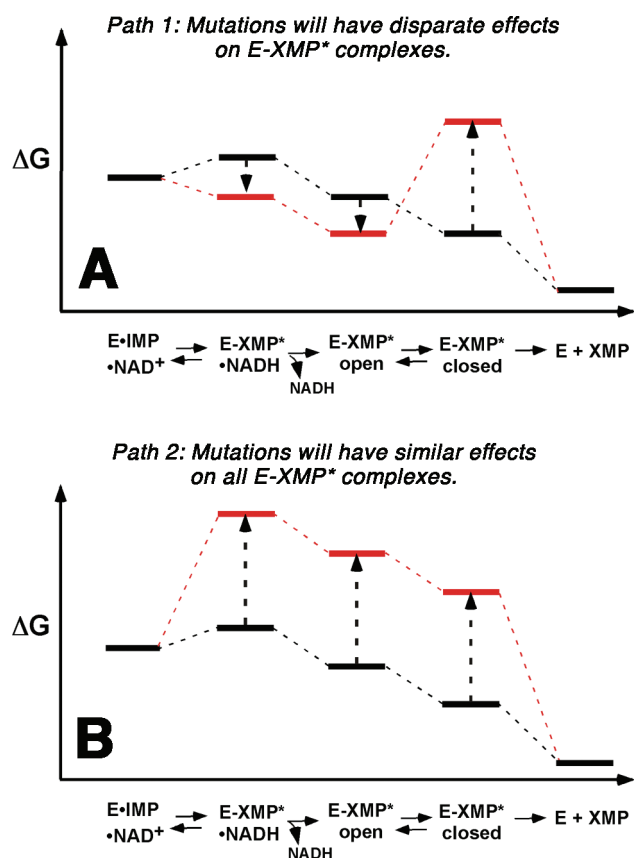 Path 1: Mutations will have disparate effects
on E-XMP* complexes.
ΔG
A
E•IMP
•NAD+
E-XMP*
•NADH
NADH
E-XMP*
open
E-XMP*
closed
E + XMP
Path 2: Mutations will have similar effects
on all E-XMP* complexes.
ΔG
B
E•IMP
•NAD+
E-XMP*
•NADH
NADH
E-XMP*
open
E-XMP*
closed
E + XMP